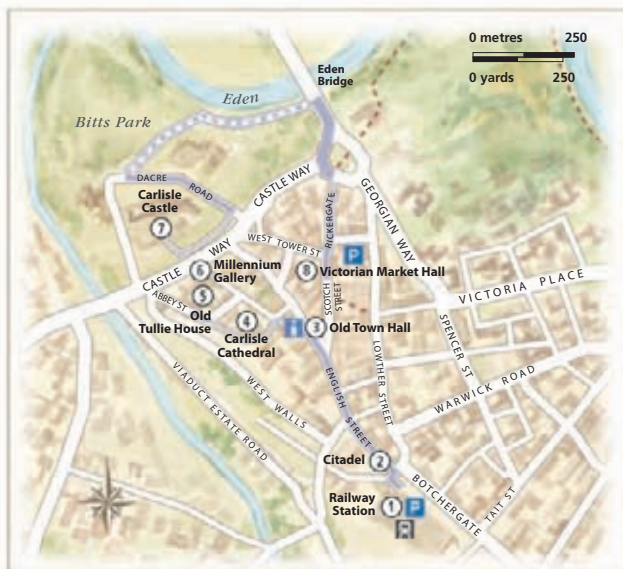 0 metres 250
0 yards 250
Eden
Bridge
Eden
Bitts Park
DACRE
ROAD
CASTLE WAY
Carlisle
Castle
7
RICKERGATE
GEORGIAN WAY
WEST TOWER ST
P
CASTLE WAY
6
Millennium
Gallery
8
Victorian Market Hall
ABBEY ST
5
Old
Tullie House
SCOTCH
STREET
VICTORIA PLACE
4
Carlisle
Cathedral
i
3
Old Town Hall
SPENCER ST
LOWTHER STREET
WARWICK ROAD
WEST WALLS
VIADUCT ESTATE ROAD
ENGLISH STREET
Citadel
2
BOTCHERGATE
TAIT ST
Railway
Station
1
P